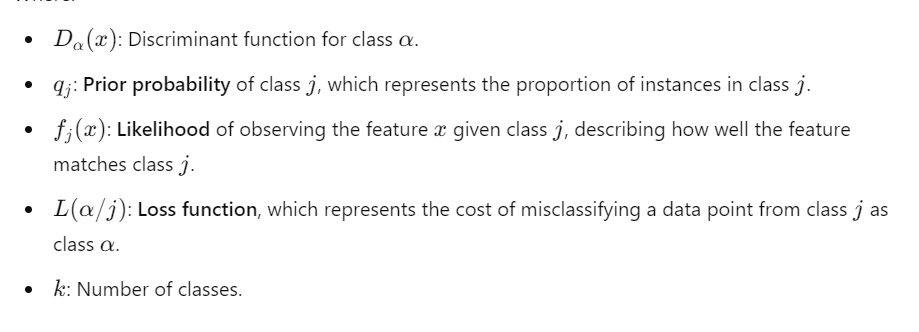 • Dα(x): Discriminant function for class α.
• qj: Prior probability of class j, which represents the proportion of instances in class j.
• fj(x): Likelihood of observing the feature x given class j, describing how well the feature
matches class j.
• L(α/j): Loss function, which represents the cost of misclassifying a data point from class j as
class α.
• k: Number of classes.